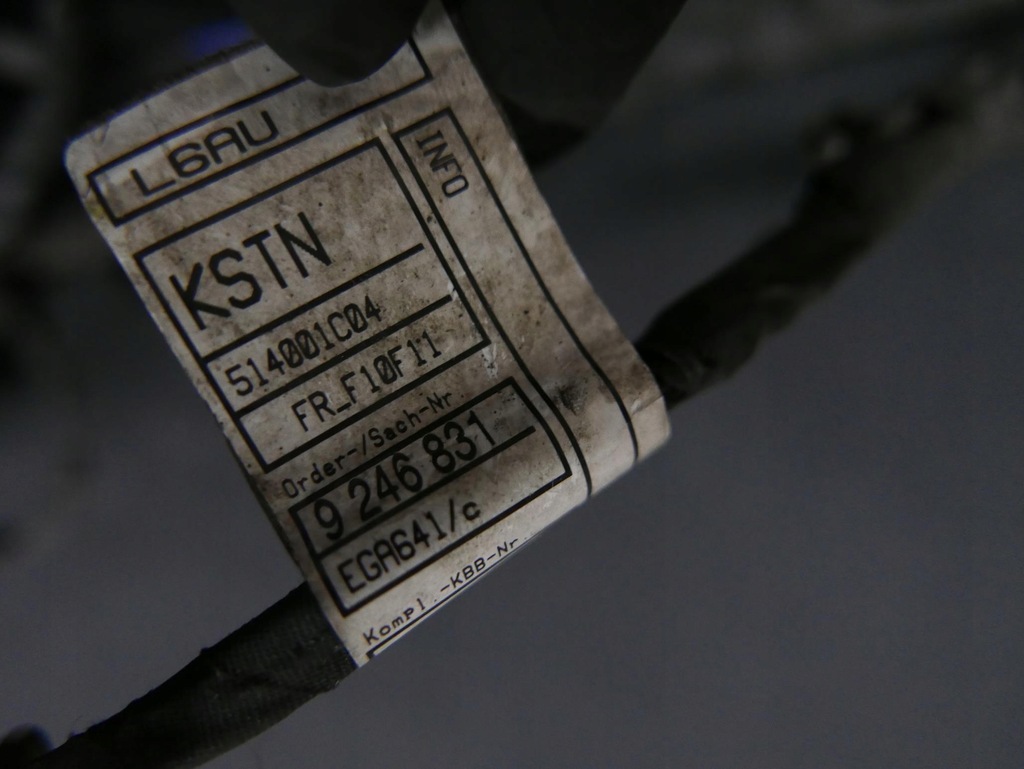 L6AU
INFO
KSTN
514001C04
FR_F10F11
Order-/Sach-Nr
9 246 831
EGA641/c
Kompl.-KBB-Nr.